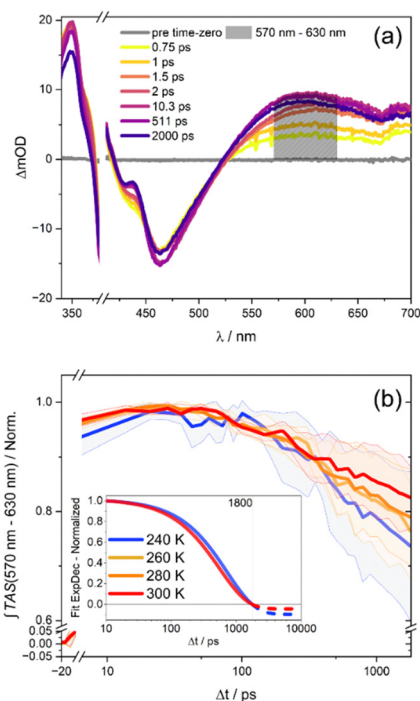 (a)
20
10
0
−10
−20
ΔmOD
pre time-zero
570 nm - 630 nm
0.75 ps
1 ps
1.5 ps
2 ps
10.3 ps
511 ps
2000 ps
350 450 500 550 600 650 700
λ / nm
(b)
1.0
0.8
0.6
0.05
0.00
−0.05
∫ TAS(570 nm - 630 nm) / Norm.
1.0
0.8
0.6
0.4
0.2
0.0
Fit ExpDec - Normalized
1800
240 K
260 K
280 K
300 K
10 100 1000 10000
Δt / ps
−20 10 100 1000
Δt / ps